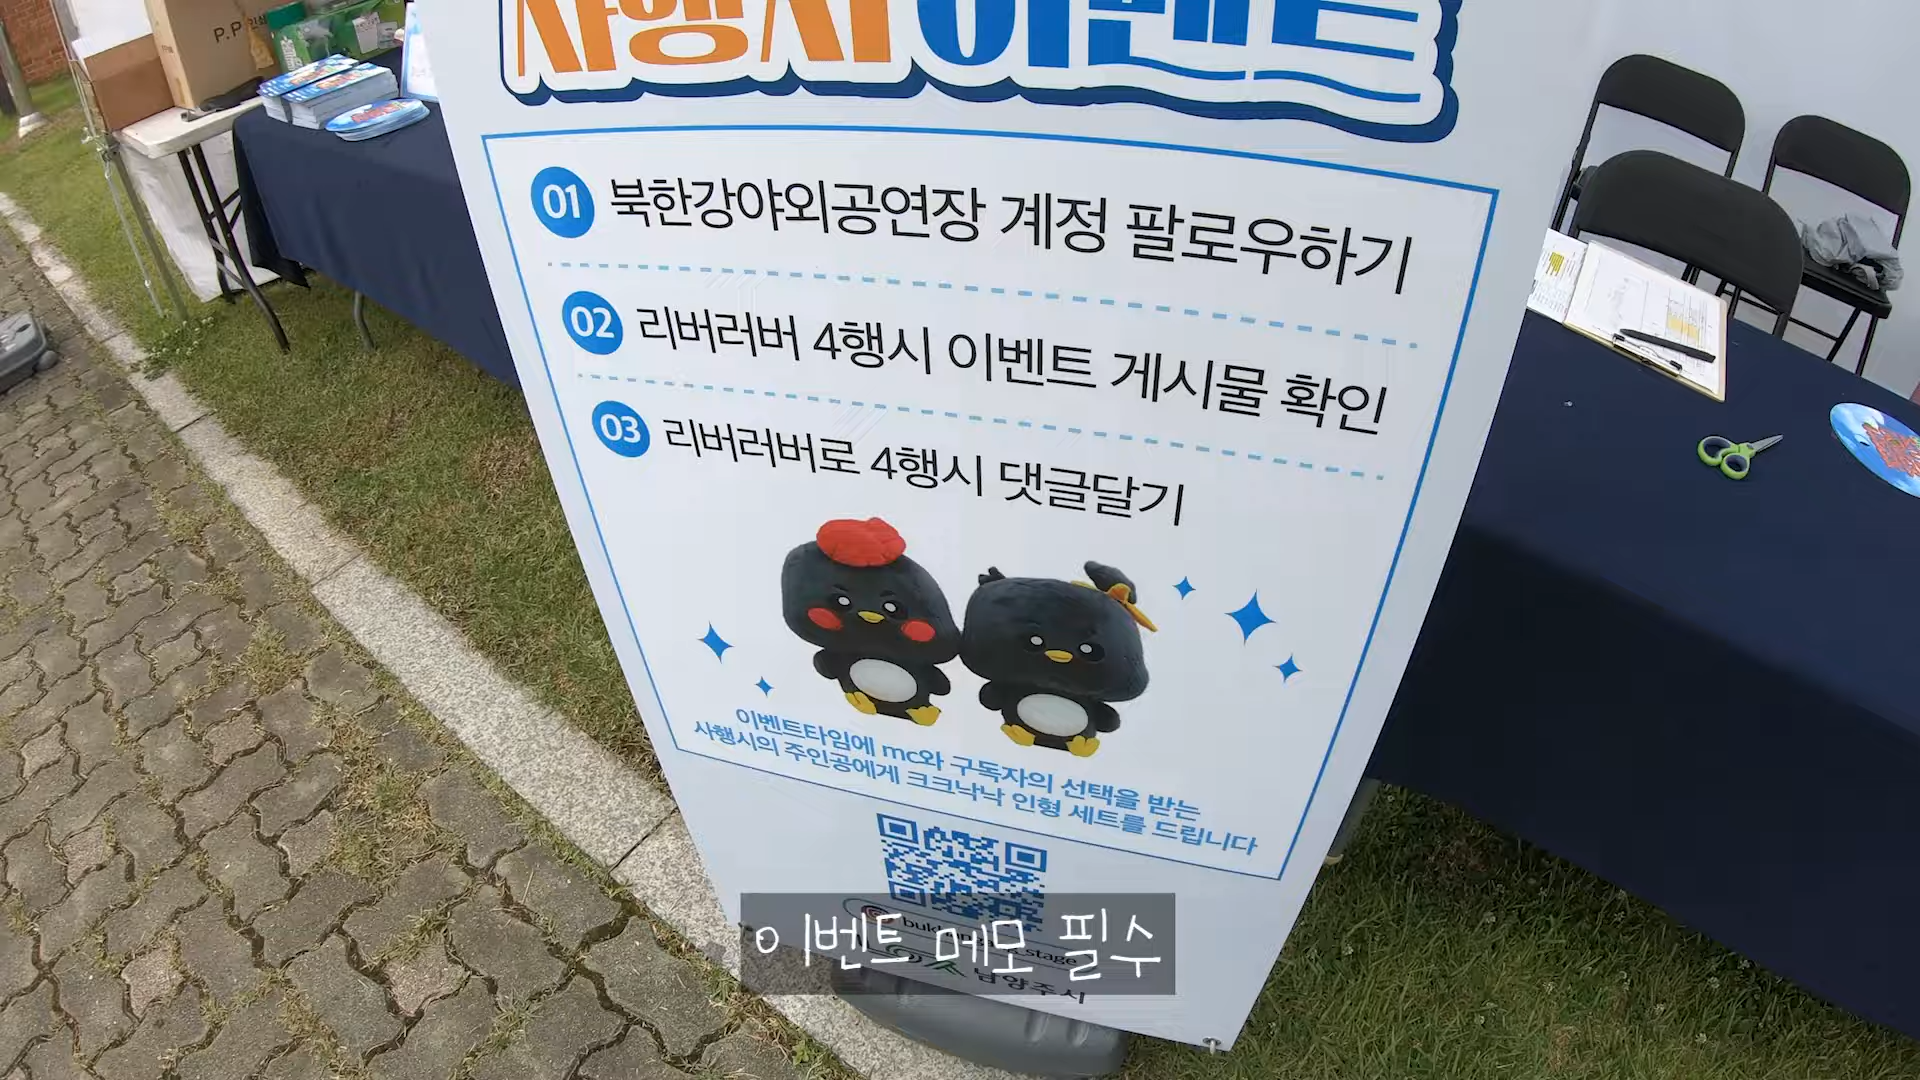 P.P
사행시 이벤트
01 북한강야외공연장 계정 팔로우하기
02 리버러버 4행시 이벤트 게시물 확인
03 리버러버로 4행시 댓글달기
이벤트타임에 mc와 구독자의 선택을 받는
사행시의 주인공에게 크크낙낙 인형 세트를 드립니다
이벤트 메모 필수
남양주시